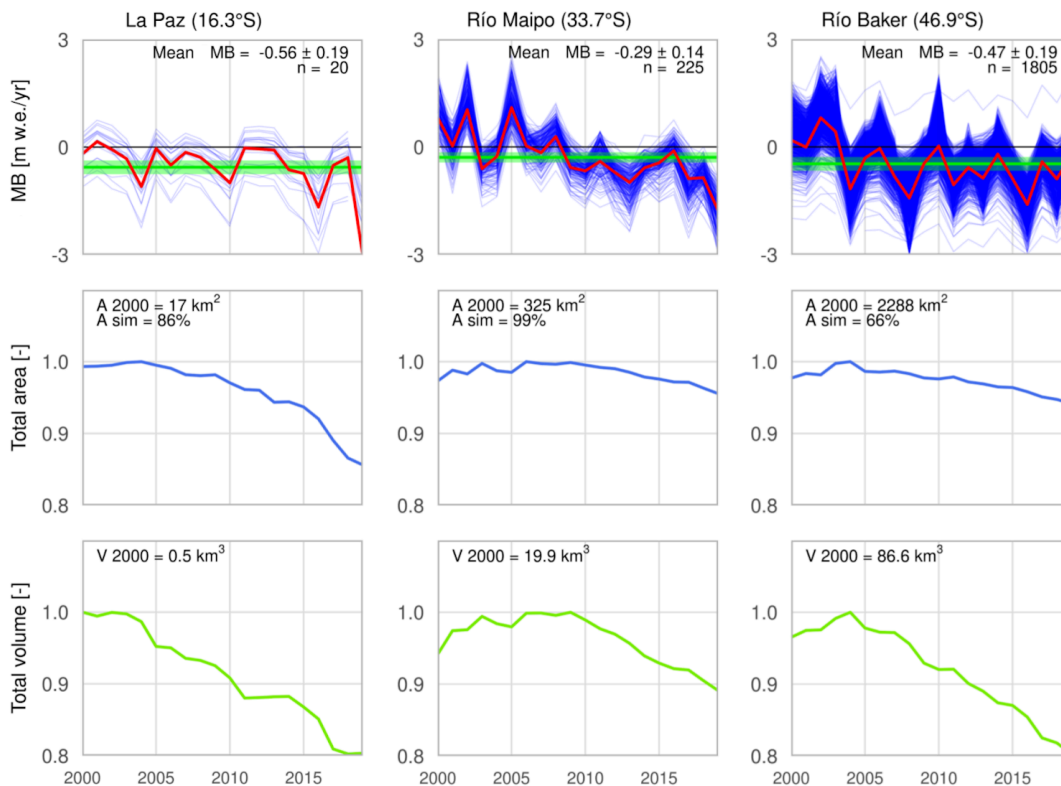 La Paz (16.3°S)
Río Maipo (33.7°S)
Río Baker (46.9°S)
MB [m w.e./yr]
3
0
-3
Mean MB = -0.56 ± 0.19
n = 20
3
0
-3
Mean MB = -0.29 ± 0.14
n = 225
3
0
-3
Mean MB = -0.47 ± 0.19
n = 1805
Total area [-]
1.0
0.9
0.8
A 2000 = 17 km²
A sim = 86%
1.0
0.9
0.8
A 2000 = 325 km²
A sim = 99%
1.0
0.9
0.8
A 2000 = 2288 km²
A sim = 66%
Total volume [-]
1.0
0.9
0.8
V 2000 = 0.5 km³
1.0
0.9
0.8
V 2000 = 19.9 km³
1.0
0.9
0.8
V 2000 = 86.6 km³
2000 2005 2010 2015
2000 2005 2010 2015
2000 2005 2010 2015